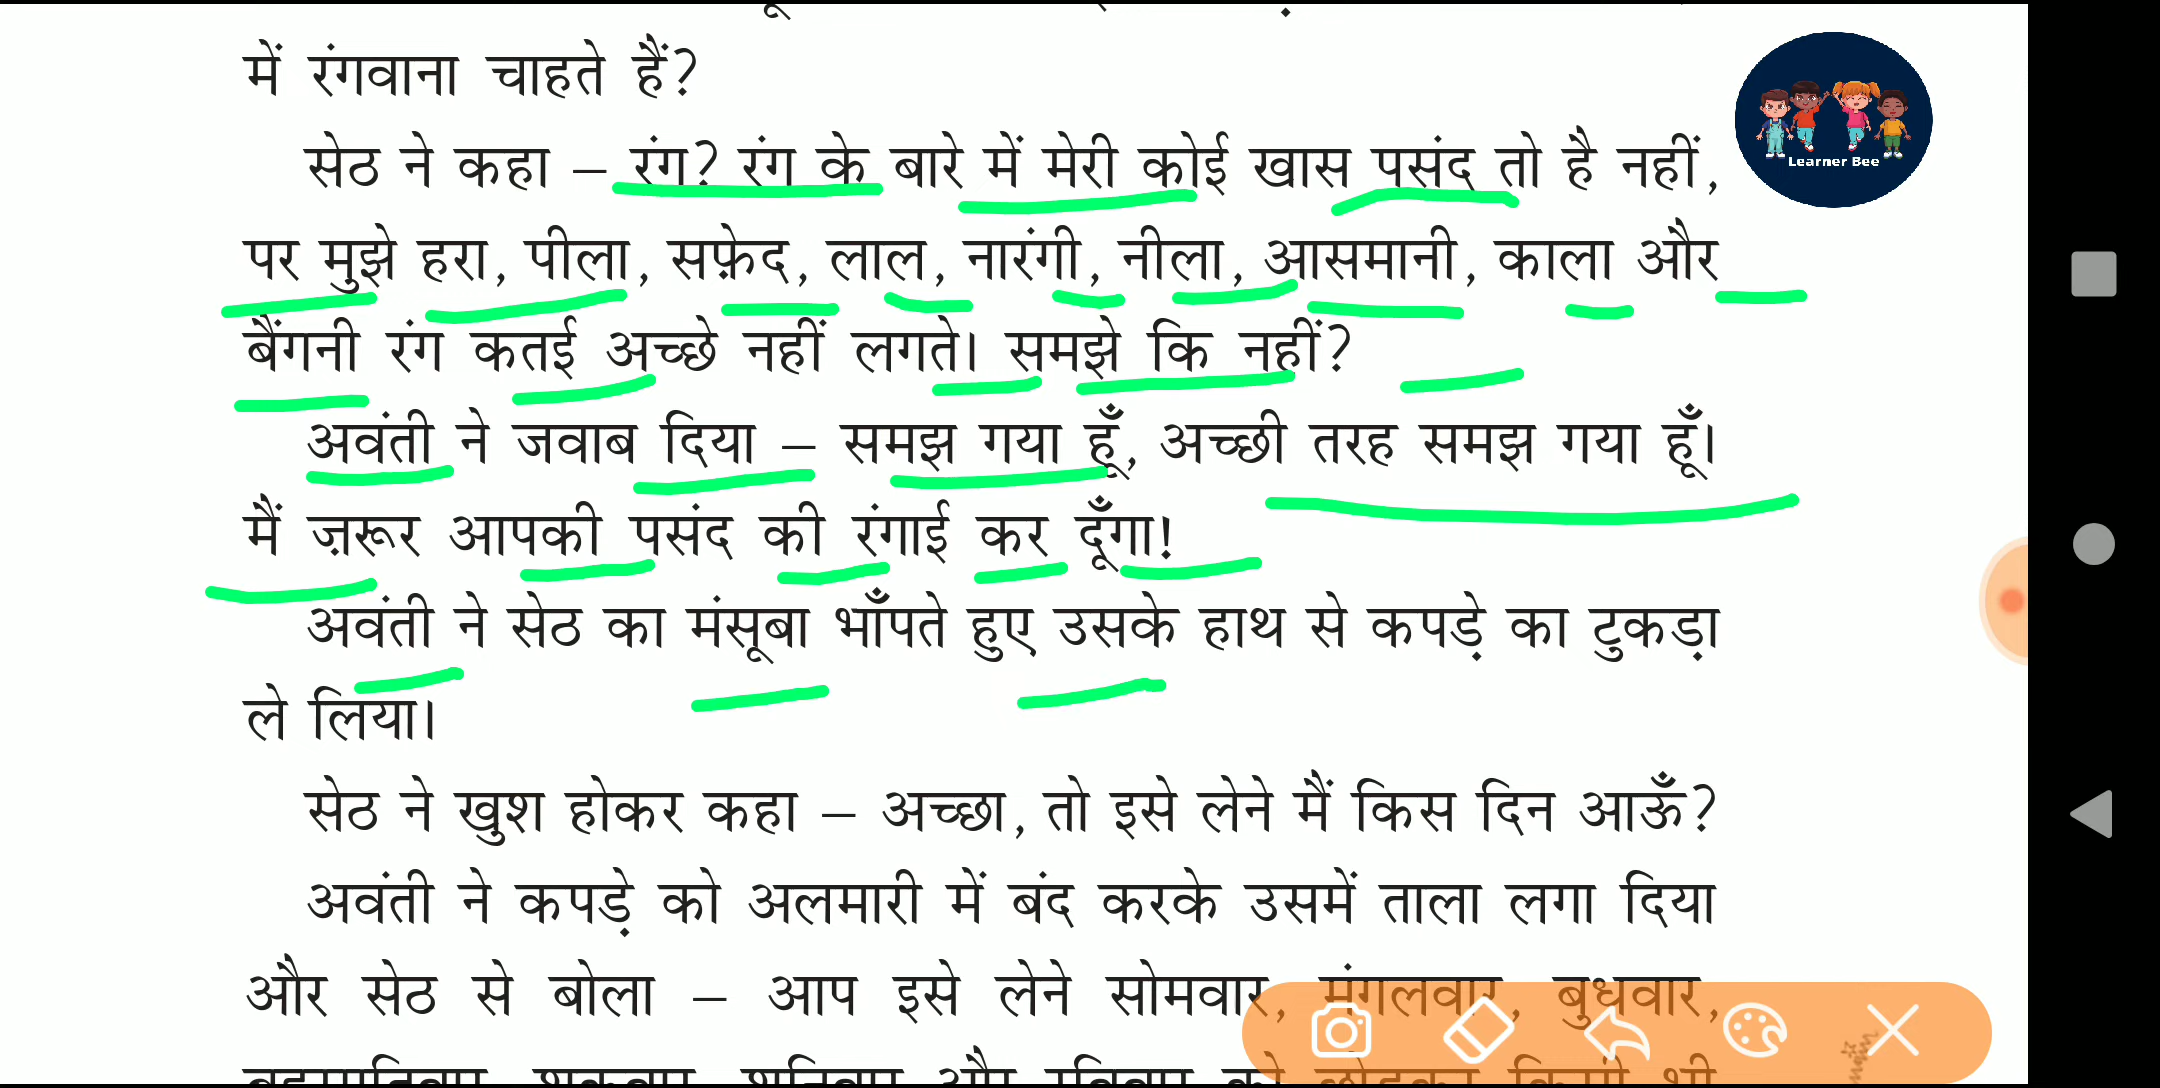 में रंगवाना चाहते हैं?
सेठ ने कहा – रंग? रंग के बारे में मेरी कोई खास पसंद तो है नहीं,
पर मुझे हरा, पीला, सफ़ेद, लाल, नारंगी, नीला, आसमानी, काला और
बैंगनी रंग कतई अच्छे नहीं लगते। समझे कि नहीं?
अवंती ने जवाब दिया – समझ गया हूँ, अच्छी तरह समझ गया हूँ।
मैं ज़रूर आपकी पसंद की रंगाई कर दूँगा!
अवंती ने सेठ का मंसूबा भाँपते हुए उसके हाथ से कपड़े का टुकड़ा
ले लिया।
सेठ ने खुश होकर कहा – अच्छा, तो इसे लेने मैं किस दिन आऊँ?
अवंती ने कपड़े को अलमारी में बंद करके उसमें ताला लगा दिया
और सेठ से बोला – आप इसे लेने सोमवार, मंगलवार, बुधवार,
Learner Bee